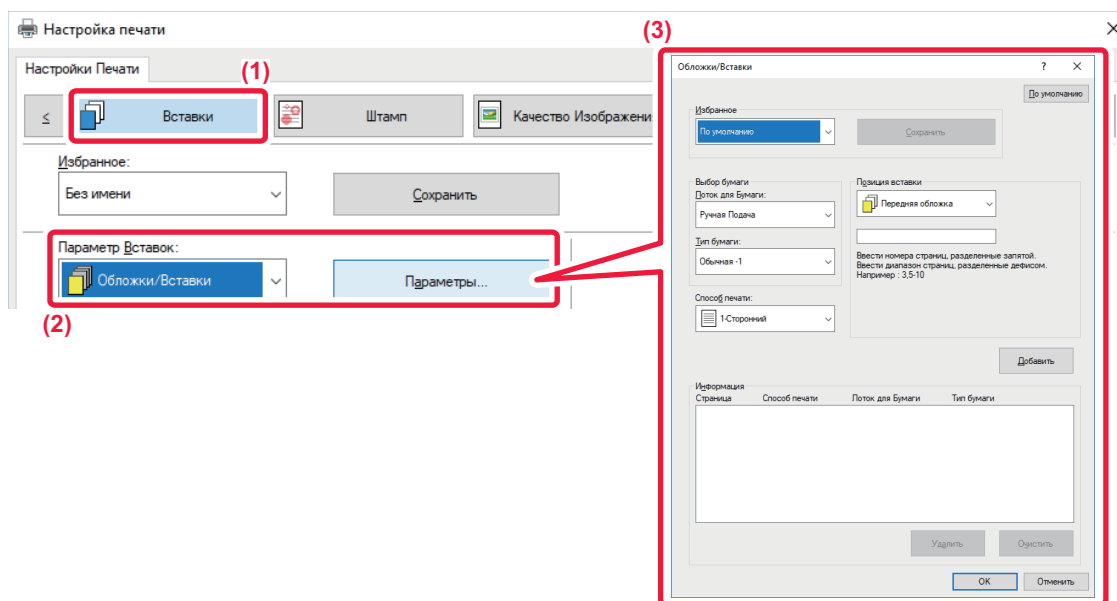 Настройка печати
(3)
Настройки Печати
(1)
≤
Вставки
Штамп
Качество Изображени
Избранное:
Без имени
Сохранить
Параметр Вставок:
Обложки/Вставки
Параметры...
(2)
Обложки/Вставки
?
По умолчанию
Избранное
По умолчанию
Сохранить
Выбор бумаги
Лоток для Бумаги:
Ручная Подача
Тип бумаги:
Обычная -1
Способ печати:
1-Сторонний
Позиция вставки
Передняя обложка
Ввести номера страниц, разделенные запятой.
Ввести диапазон страниц, разделенные дефисом.
Например : 3,5-10
Добавить
Информация
Страница Способ печати Лоток для Бумаги Тип бумаги
Удалить Очистить
OK Отменить